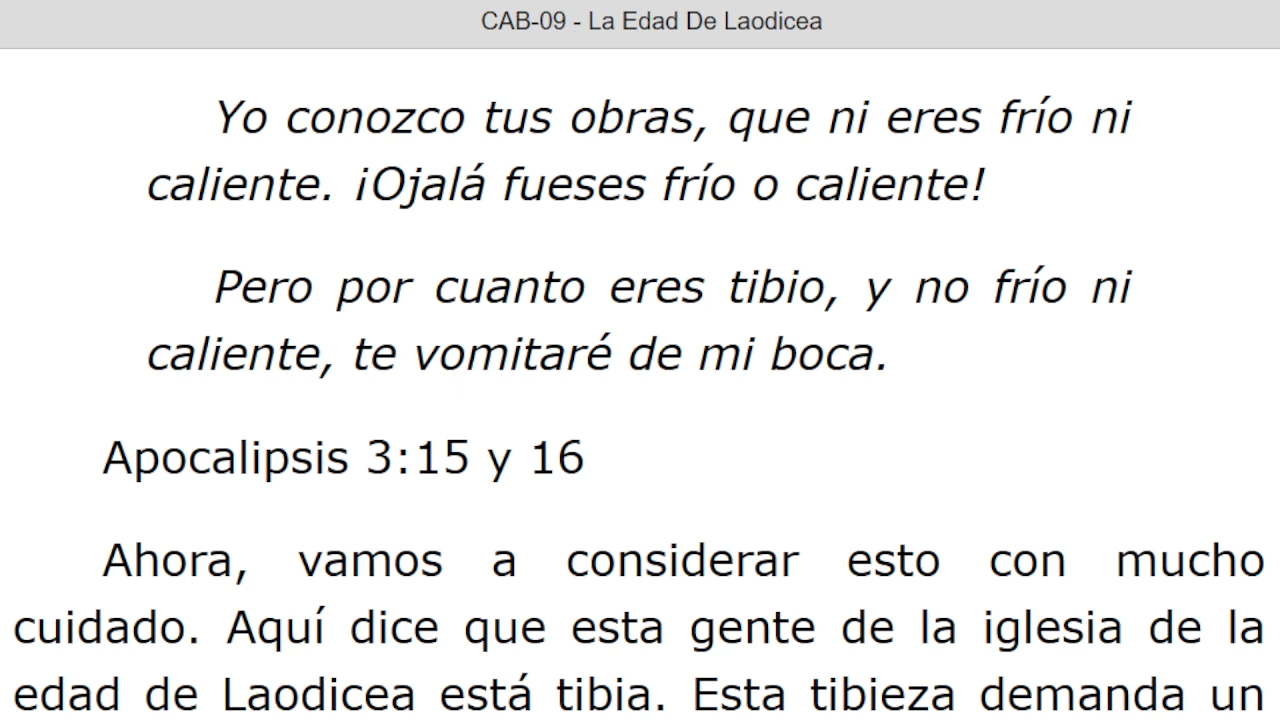 CAB-09 - La Edad De Laodicea
Yo conozco tus obras, que ni eres frío ni
caliente. ¡Ojalá fueses frío o caliente!
Pero por cuanto eres tibio, y no frío ni
caliente, te vomitaré de mi boca.
Apocalipsis 3:15 y 16
Ahora, vamos a considerar esto con mucho
cuidado. Aquí dice que esta gente de la iglesia de la
edad de Laodicea está tibia. Esta tibieza demanda un